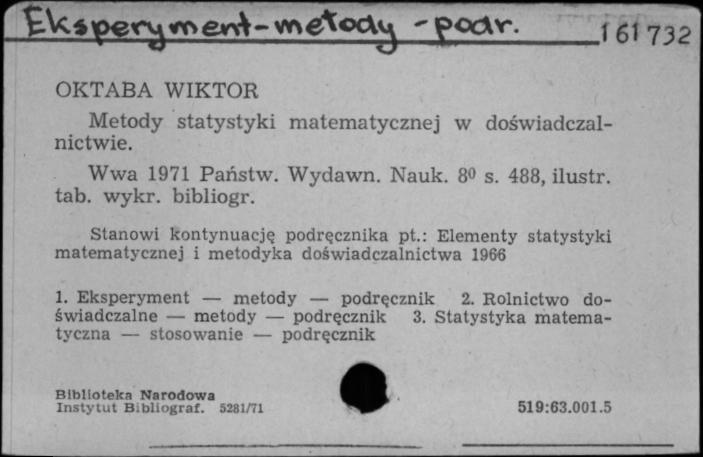 Eksperyment-metody -podr. 161732
OKTABA WIKTOR
Metody statystyki matematycznej w doświadczal-
nictwie.
Wwa 1971 Państw. Wydawn. Nauk. 8⁰ s. 488, ilustr.
tab. wykr. bibliogr.
Stanowi kontynuację podręcznika pt.: Elementy statystyki
matematycznej i metodyka doświadczalnictwa 1966
1. Eksperyment — metody — podręcznik 2. Rolnictwo do-
świadczalne — metody — podręcznik 3. Statystyka matema-
tyczna — stosowanie — podręcznik
Biblioteka Narodowa
Instytut Bibliograf. 5281/71 519:63.001.5